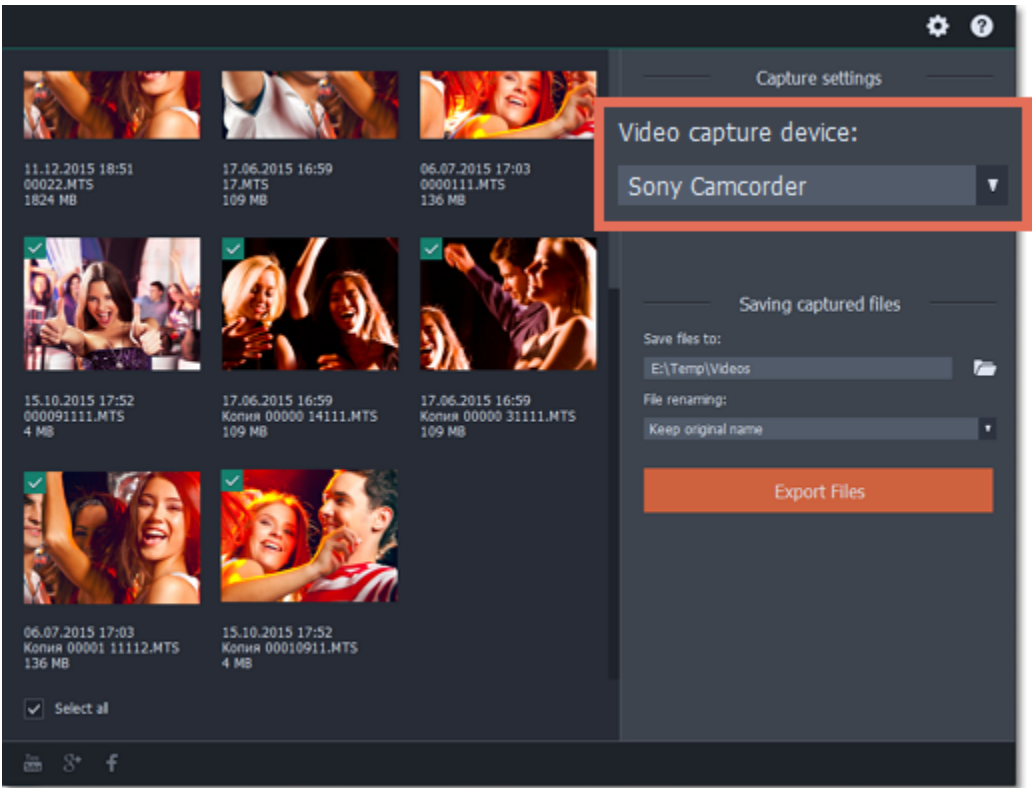 Capture settings
Video capture device:
Sony Camcorder
11.12.2015 18:51
00022.MTS
1824 MB
17.06.2015 16:59
17.MTS
109 MB
06.07.2015 17:03
0000111.MTS
136 MB
15.10.2015 17:52
000091111.MTS
4 MB
17.06.2015 16:59
Копия 00000 14111.MTS
109 MB
17.06.2015 16:59
Копия 00000 31111.MTS
109 MB
06.07.2015 17:03
Копия 00001 11112.MTS
136 MB
15.10.2015 17:52
Копия 00010911.MTS
4 MB
Select all
Saving captured files
Save files to:
E:\Temp\Videos
File renaming:
Keep original name
Export Files